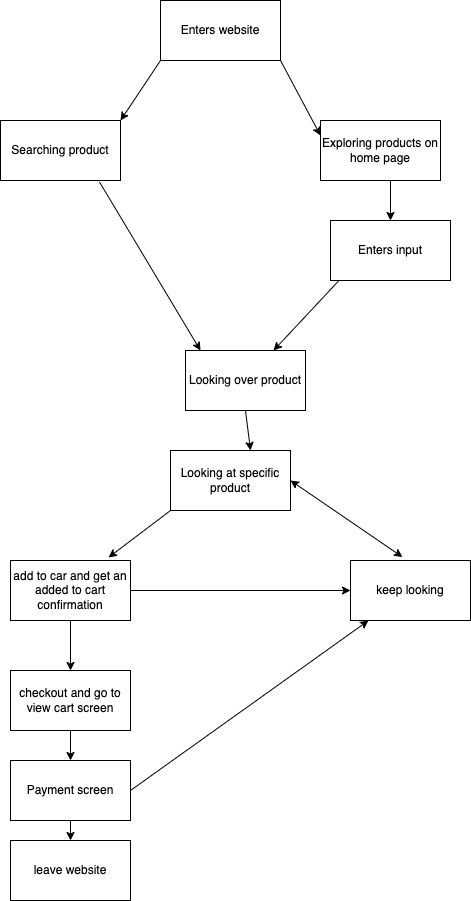 Enters website
Searching product
Exploring products on
home page
Enters input
Looking over product
Looking at specific
product
add to car and get an
added to cart
confirmation
keep looking
checkout and go to
view cart screen
Payment screen
leave website